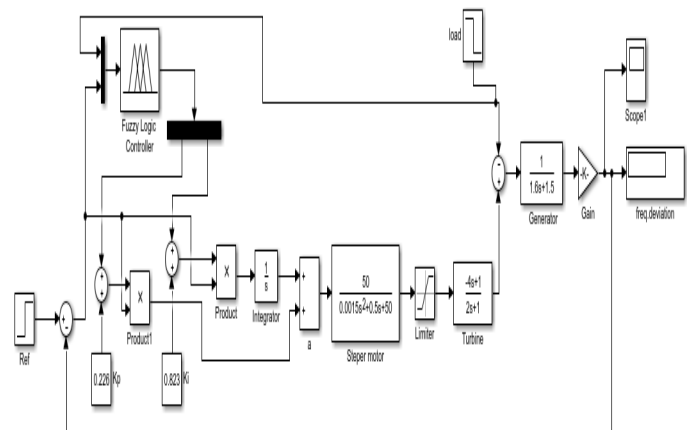 load
Fuzzy Logic
Controller
Scope1
1
1.6s+1.5
Generator
-K-
Gain
freq.deviation
Ref
+
-
0.226
Kp
+
+
X
Product1
0.823
Ki
+
+
X
Product
1
s
Integrator
+
+
a
50
0.0015s²+0.5s+50
Steper motor
Limiter
-4s+1
2s+1
Turbine
-
+